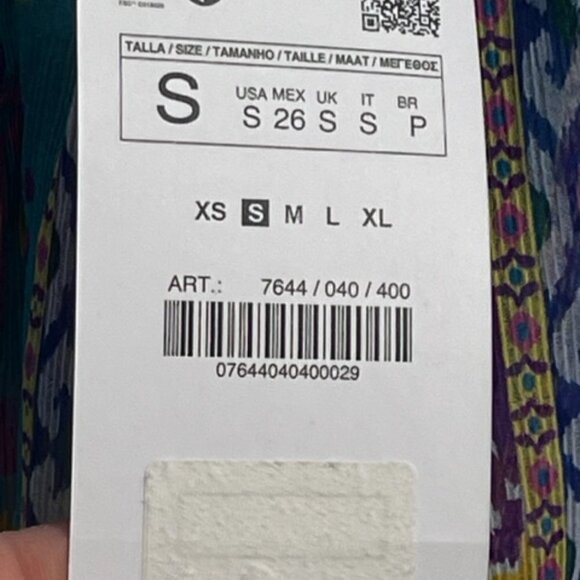 TALLA / SIZE / TAMANHO / TAILLE / MAAT / ΜΕΓΕΘΟΣ
S
USA MEX UK IT BR
S 26 S S P
XS S M L XL
ART.: 7644 / 040 / 400
07644040400029